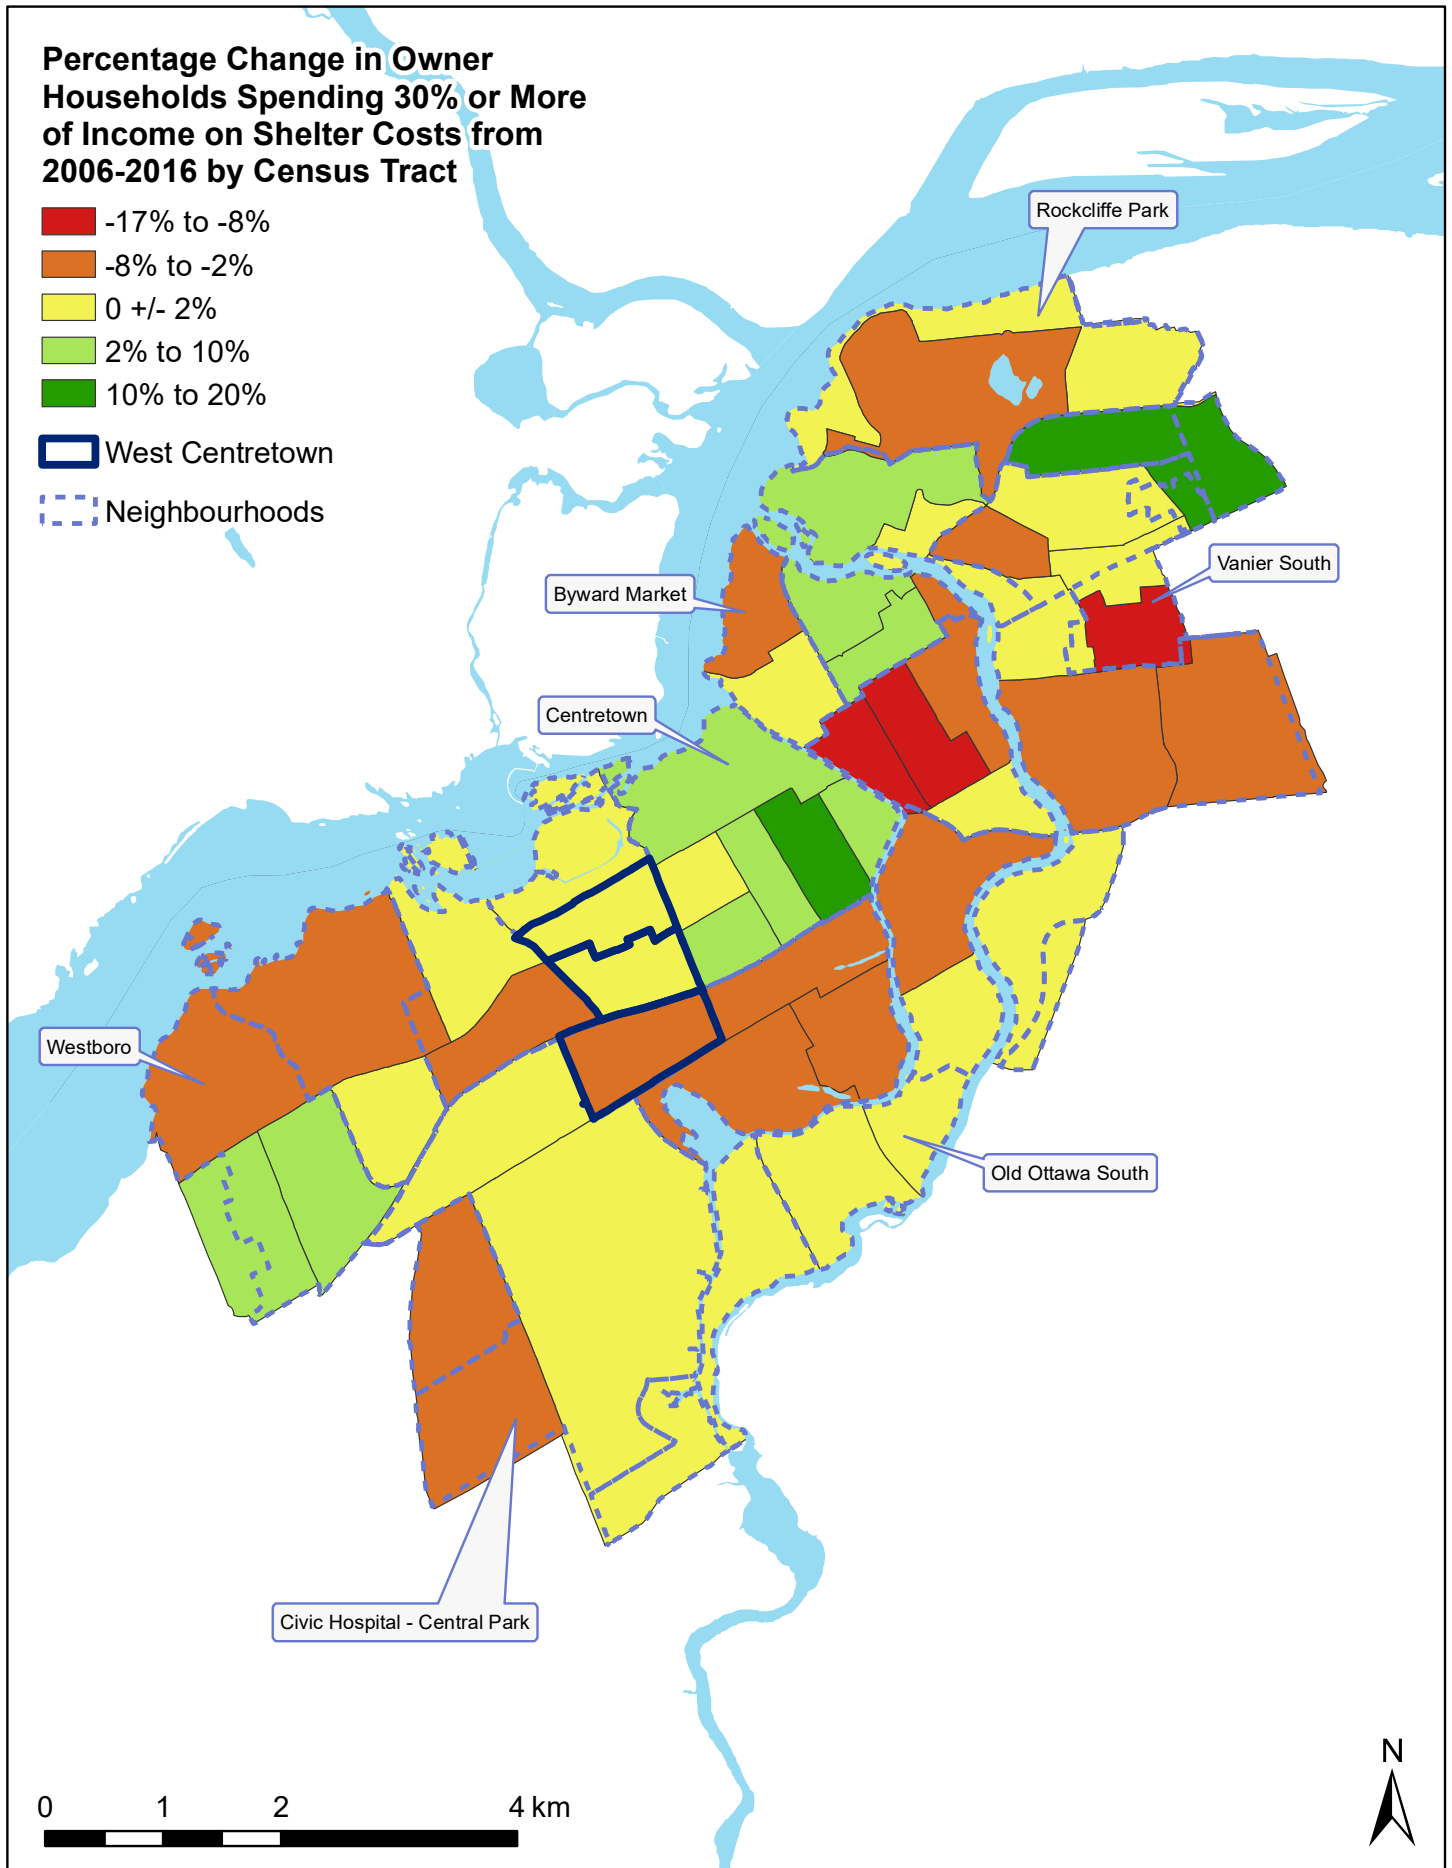 Percentage Change in Owner
Households Spending 30% or More
of Income on Shelter Costs from
2006-2016 by Census Tract
-17% to -8%
-8% to -2%
0 +/- 2%
2% to 10%
10% to 20%
West Centretown
Neighbourhoods
Rockcliffe Park
Vanier South
Byward Market
Centretown
Westboro
Old Ottawa South
Civic Hospital - Central Park
0 1 2 4 km
N